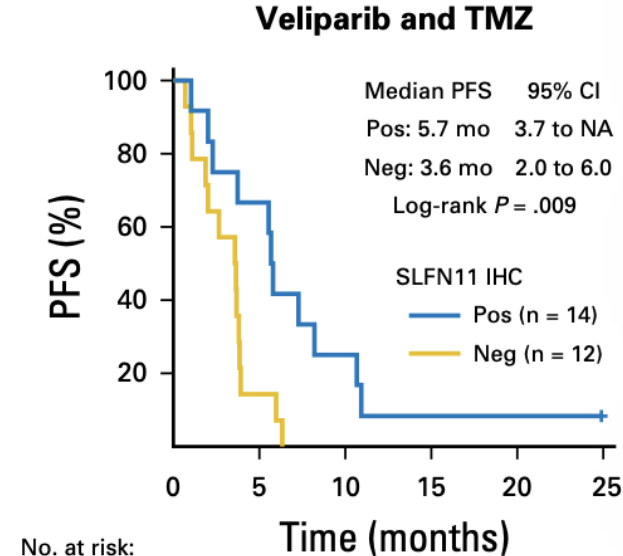 Veliparib and TMZ
PFS (%)
100
80
60
40
20
Median PFS 95% CI
Pos: 5.7 mo 3.7 to NA
Neg: 3.6 mo 2.0 to 6.0
Log-rank P = .009
SLFN11 IHC
Pos (n = 14)
Neg (n = 12)
0 5 10 15 20 25
Time (months)
No. at risk: